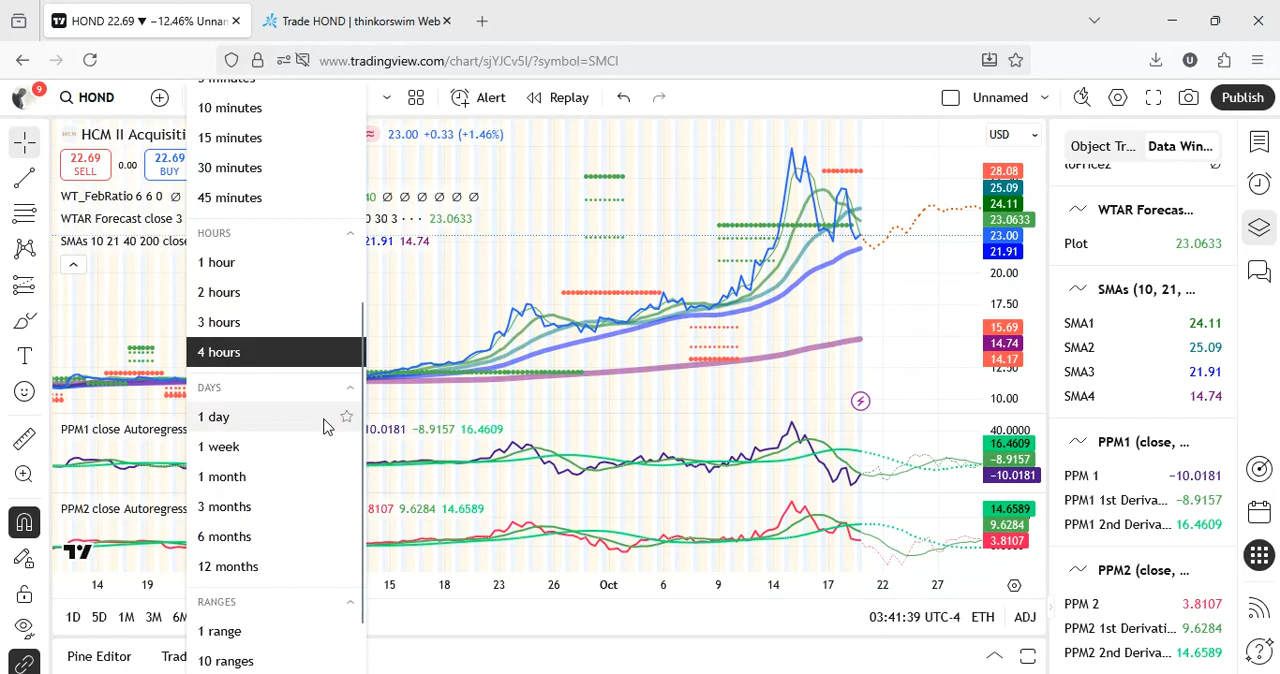 HOND 22.69 ▼ −12.46% Unnan
Trade HOND | thinkorswim Web
www.tradingview.com/chart/sjYJCv5I/?symbol=SMCI
9
HOND
Alert
Replay
Unnamed
Publish
10 minutes
15 minutes
30 minutes
45 minutes
HOURS
1 hour
2 hours
3 hours
4 hours
DAYS
1 day
1 week
1 month
3 months
6 months
12 months
RANGES
1 range
10 ranges
HCM II Acquisiti
23.00 +0.33 (+1.46%)
22.69
SELL
0.00
22.69
BUY
WT_FebRatio 6 6 0 Ø
40 Ø Ø Ø Ø Ø Ø
WTAR Forecast close 3
0 30 3 · · · 23.0633
SMAs 10 21 40 200 close
21.91 14.74
USD
28.08
25.09
24.11
23.0633
23.00
21.91
20.00
17.50
15.69
14.74
14.17
12.50
10.00
PPM1 close Autoregress
10.0181 −8.9157 16.4609
40.0000
16.4609
−8.9157
−10.0181
PPM2 close Autoregress
.8107 9.6284 14.6589
14.6589
9.6284
3.8107
14 19 15 18 23 26 Oct 6 9 14 17 22 27
1D 5D 1M 3M 6M
03:41:39 UTC-4 ETH ADJ
Pine Editor
Trad
Object Tr...
Data Win...
WTAR Forecas...
Plot 23.0633
SMAs (10, 21, ...
SMA1 24.11
SMA2 25.09
SMA3 21.91
SMA4 14.74
PPM1 (close, ...
PPM 1 −10.0181
PPM1 1st Deriva... −8.9157
PPM1 2nd Deriva... 16.4609
PPM2 (close, ...
PPM 2 3.8107
PPM2 1st Derivati... 9.6284
PPM2 2nd Deriva... 14.6589